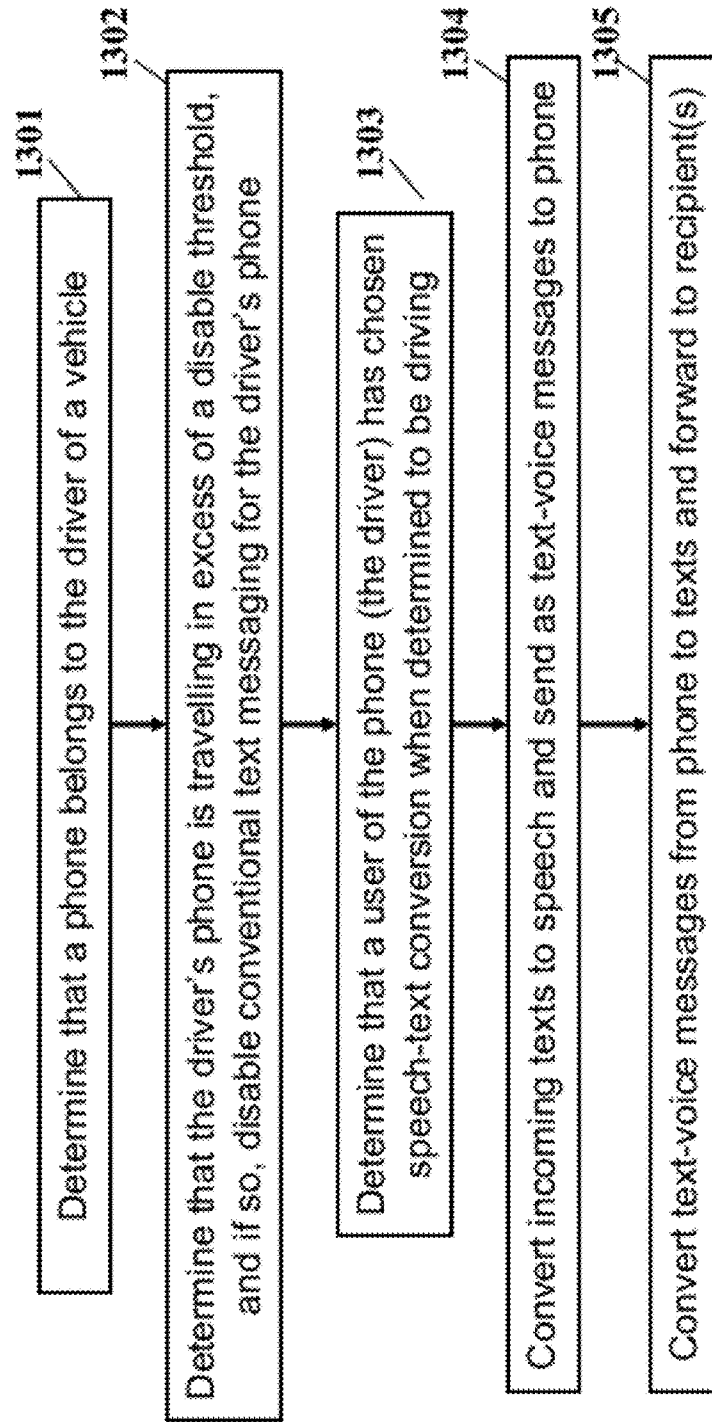 1301
Determine that a phone belongs to the driver of a vehicle
1302
Determine that the driver's phone is travelling in excess of a disable threshold,
and if so, disable conventional text messaging for the driver's phone
1303
Determine that a user of the phone (the driver) has chosen
speech-text conversion when determined to be driving
1304
Convert incoming texts to speech and send as text-voice messages to phone
1305
Convert text-voice messages from phone to texts and forward to recipient(s)